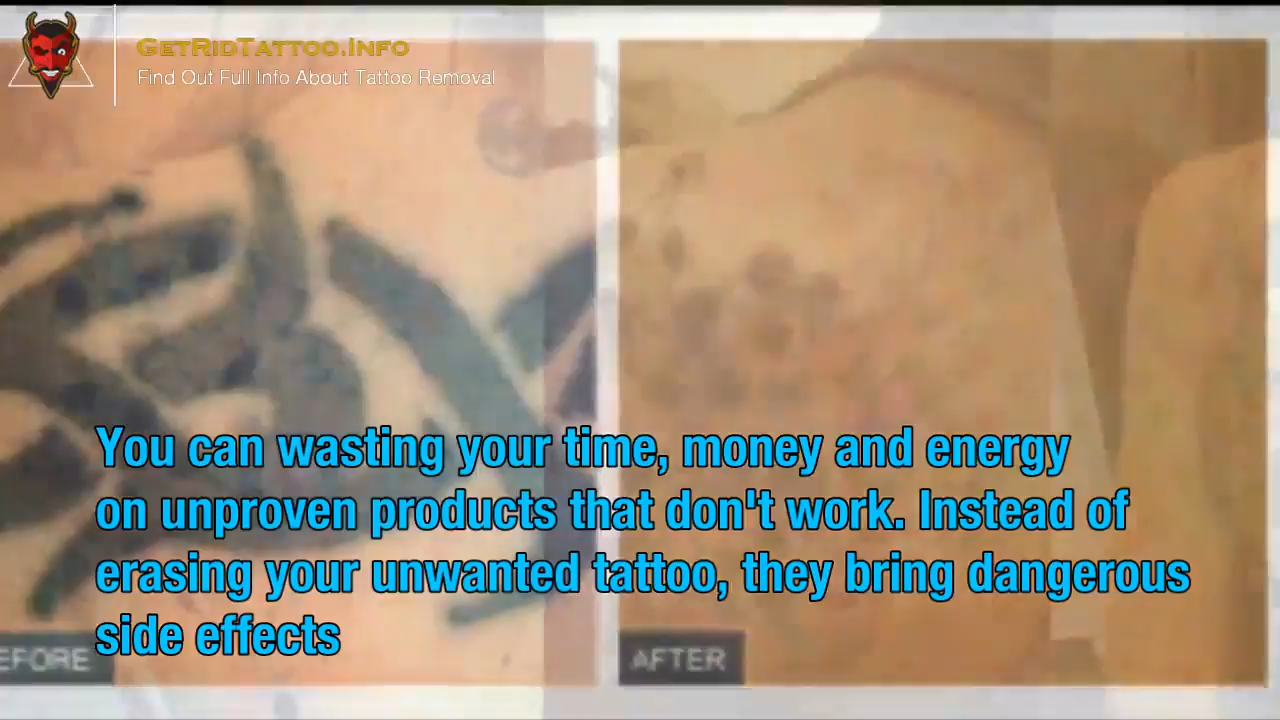 GetRidTattoo.Info
Find Out Full Info About Tattoo Removal
You can wasting your time, money and energy
on unproven products that don't work. Instead of
erasing your unwanted tattoo, they bring dangerous
side effects
EFORE
AFTER